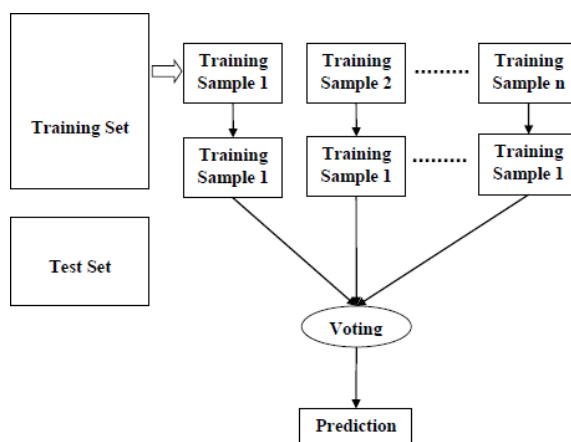 Training Set
Training
Sample 1
Training
Sample 2
.........
Training
Sample n
Training
Sample 1
Training
Sample 1
.........
Training
Sample 1
Test Set
Voting
Prediction